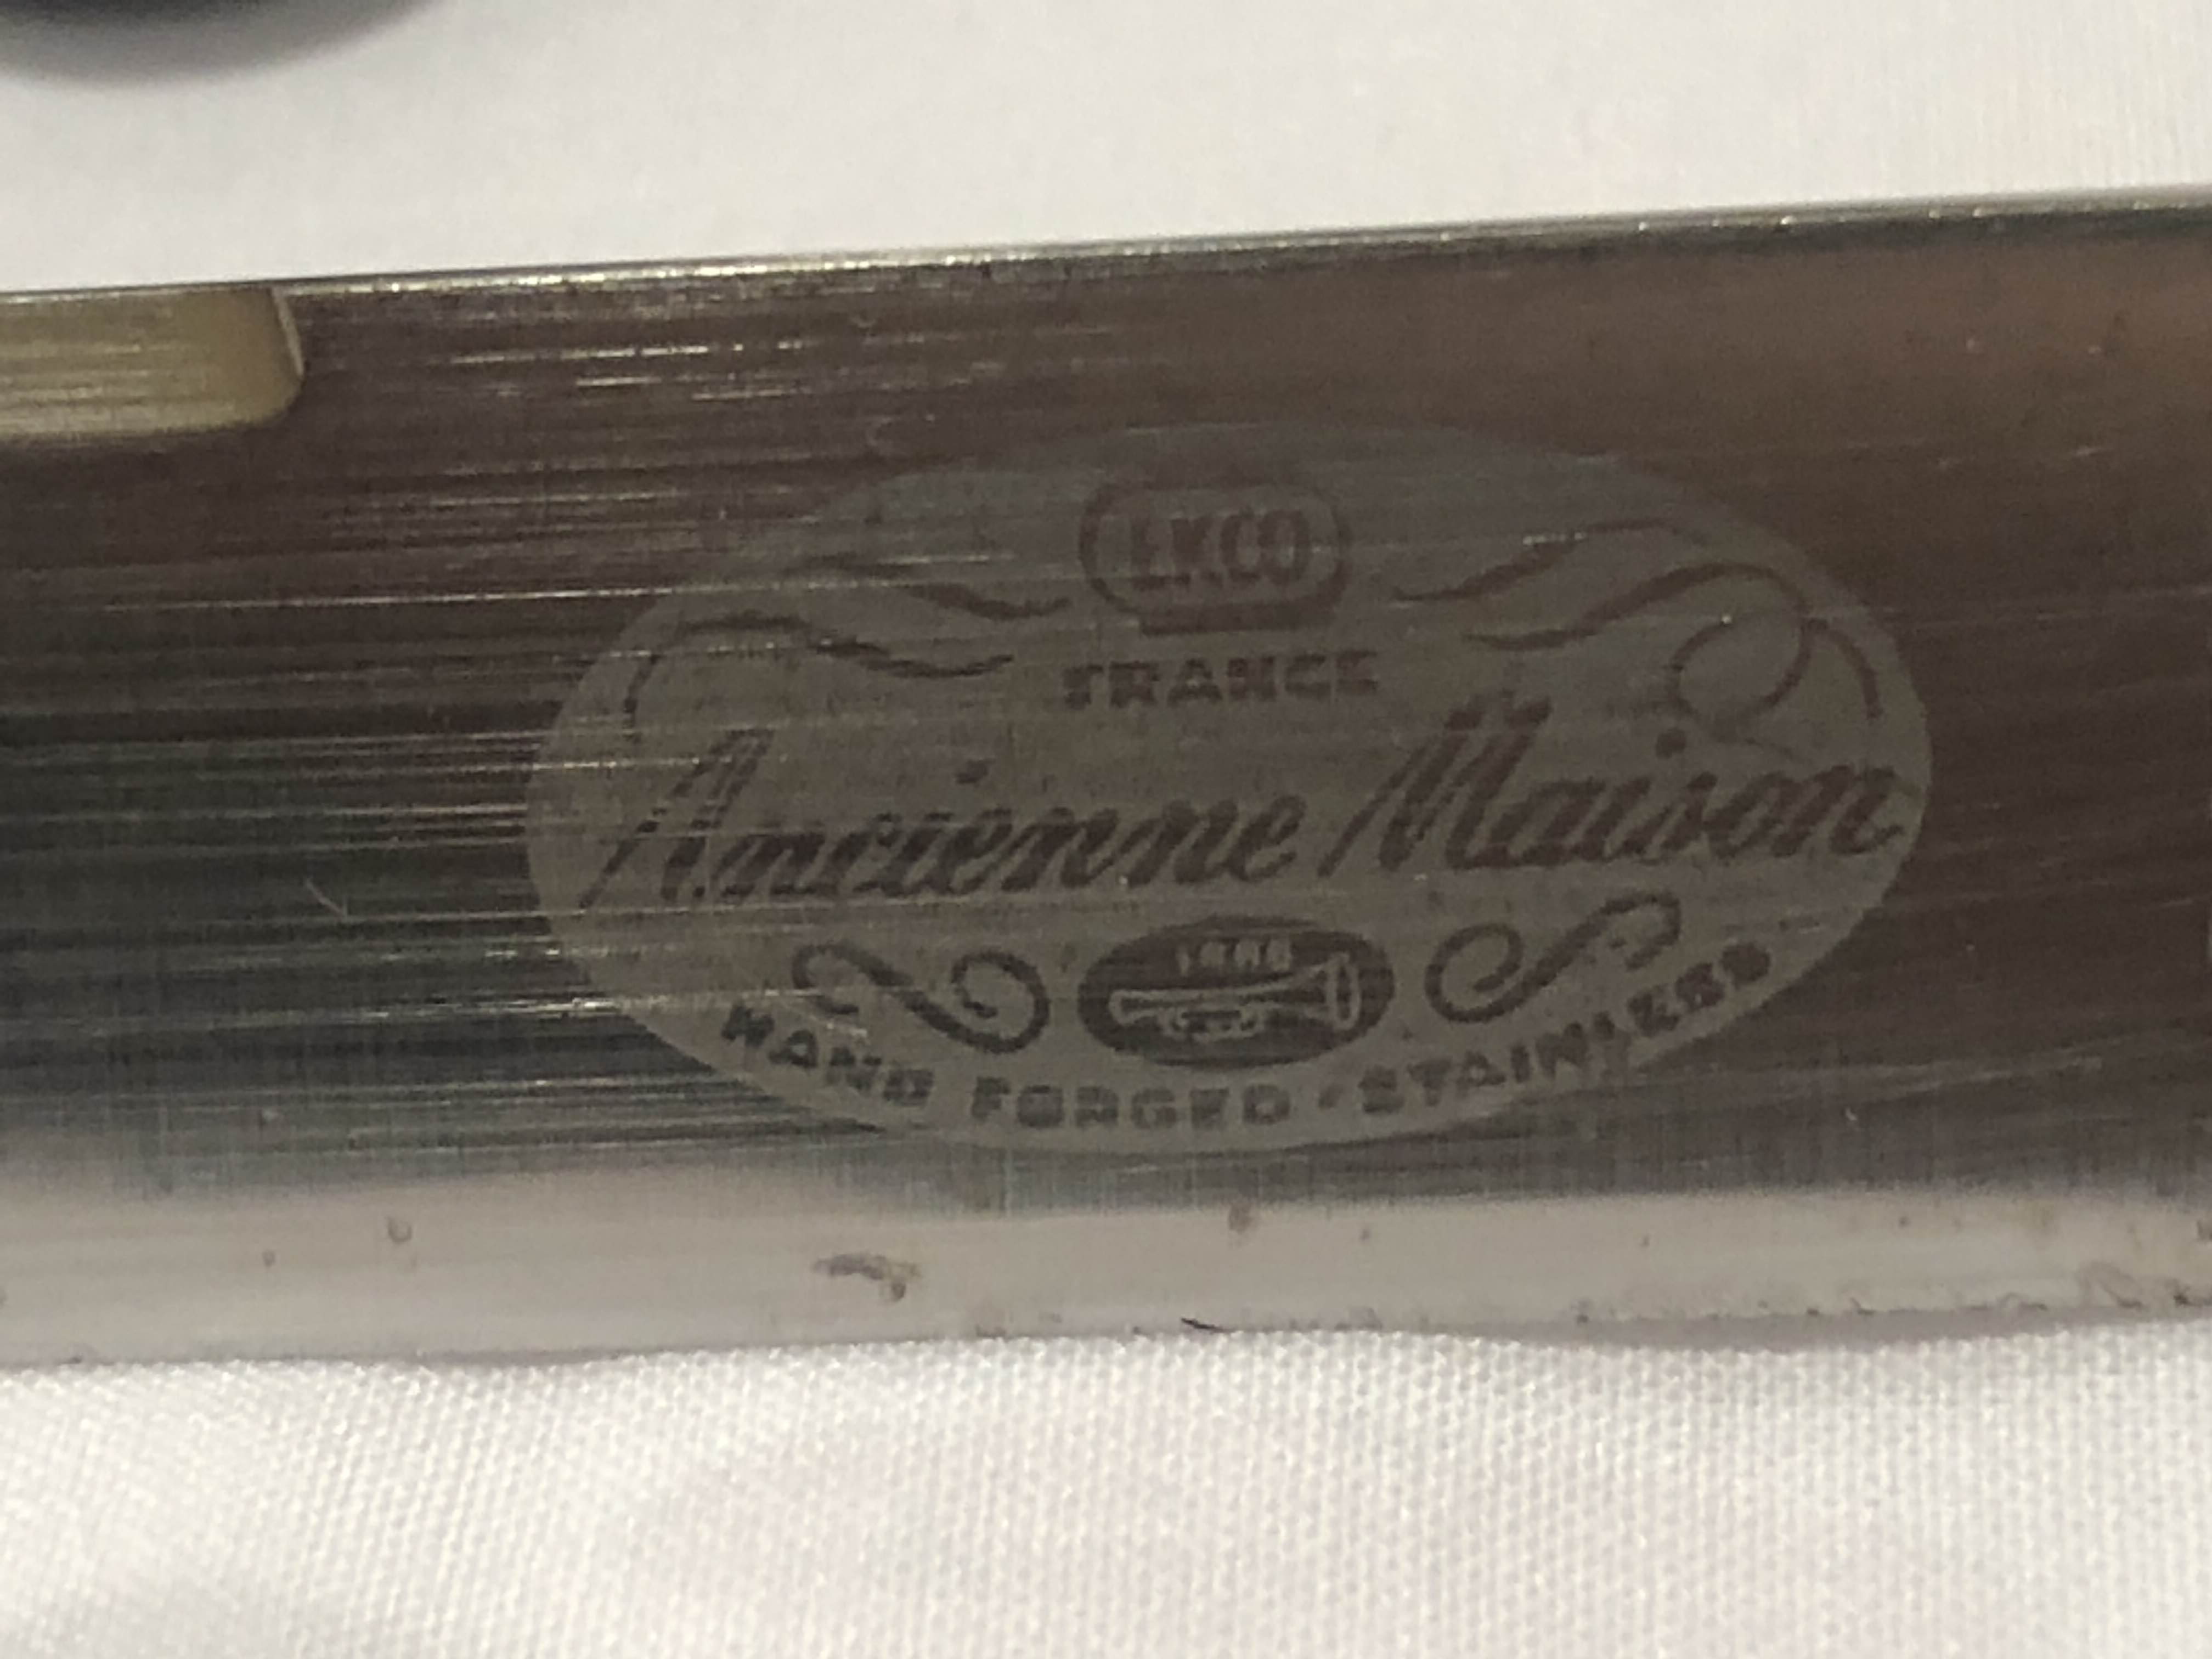 EKCO
FRANCE
Ancienne Maison
HAND FORGED · STAINLESS